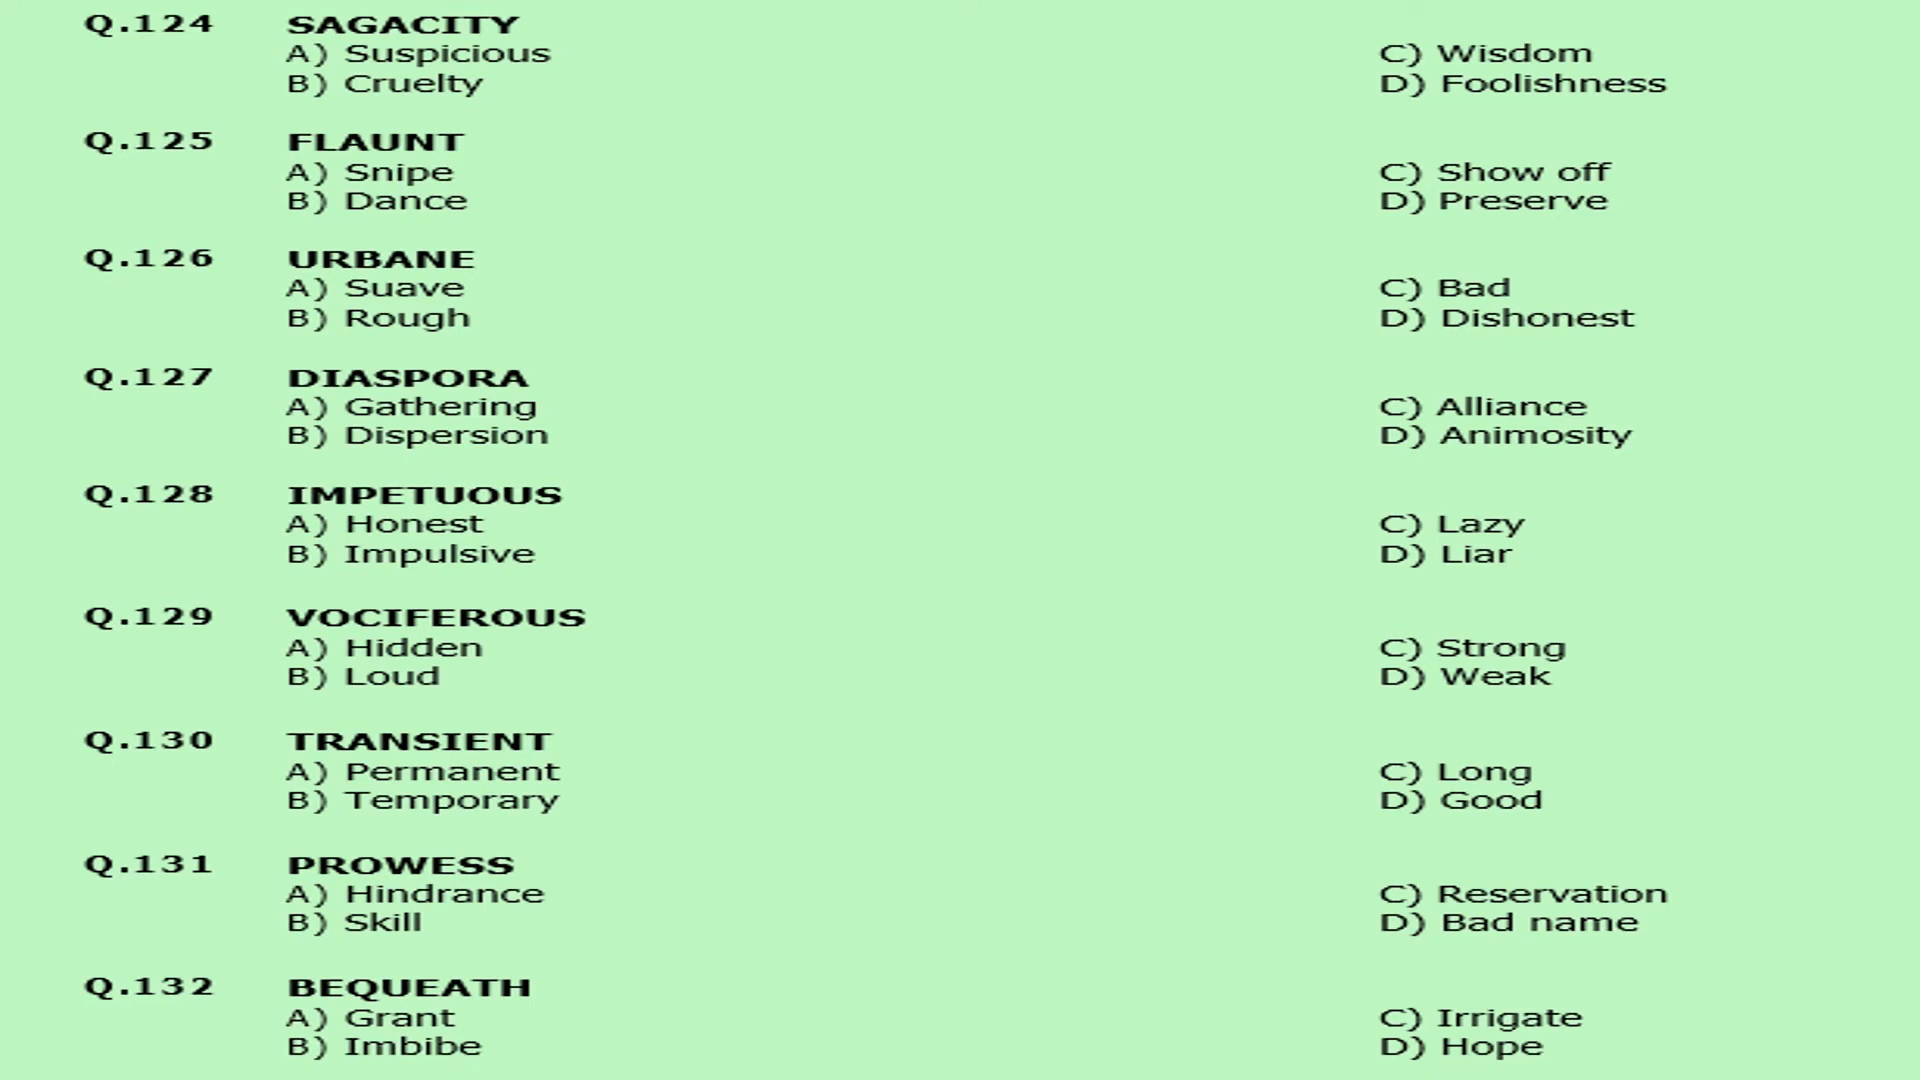 Q.124 SAGACITY
A) Suspicious C) Wisdom
B) Cruelty D) Foolishness
Q.125 FLAUNT
A) Snipe C) Show off
B) Dance D) Preserve
Q.126 URBANE
A) Suave C) Bad
B) Rough D) Dishonest
Q.127 DIASPORA
A) Gathering C) Alliance
B) Dispersion D) Animosity
Q.128 IMPETUOUS
A) Honest C) Lazy
B) Impulsive D) Liar
Q.129 VOCIFEROUS
A) Hidden C) Strong
B) Loud D) Weak
Q.130 TRANSIENT
A) Permanent C) Long
B) Temporary D) Good
Q.131 PROWESS
A) Hindrance C) Reservation
B) Skill D) Bad name
Q.132 BEQUEATH
A) Grant C) Irrigate
B) Imbibe D) Hope